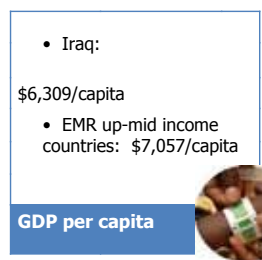 • Iraq:
$6,309/capita
• EMR up-mid income
countries: $7,057/capita
GDP per capita